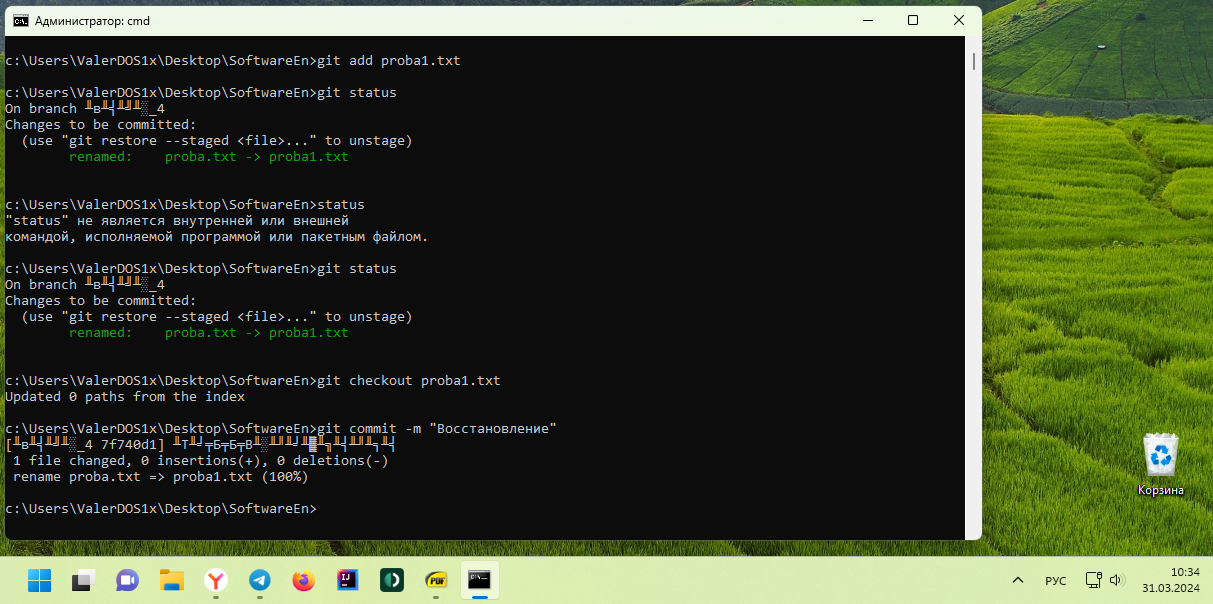 Администратор: cmd
c:\Users\ValerDOS1x\Desktop\SoftwareEn>git add proba1.txt
c:\Users\ValerDOS1x\Desktop\SoftwareEn>git status
On branch ╨в╨╡╨╝╨░_4
Changes to be committed:
(use "git restore --staged <file>..." to unstage)
renamed: proba.txt -> proba1.txt
c:\Users\ValerDOS1x\Desktop\SoftwareEn>status
"status" не является внутренней или внешней
командой, исполняемой программой или пакетным файлом.
c:\Users\ValerDOS1x\Desktop\SoftwareEn>git status
On branch ╨в╨╡╨╝╨░_4
Changes to be committed:
(use "git restore --staged <file>..." to unstage)
renamed: proba.txt -> proba1.txt
c:\Users\ValerDOS1x\Desktop\SoftwareEn>git checkout proba1.txt
Updated 0 paths from the index
c:\Users\ValerDOS1x\Desktop\SoftwareEn>git commit -m "Восстановление"
7f740d1]
1 file changed, 0 insertions(+), 0 deletions(-)
rename proba.txt => proba1.txt (100%)
c:\Users\ValerDOS1x\Desktop\SoftwareEn>
Корзина
РУС
10:34
31.03.2024